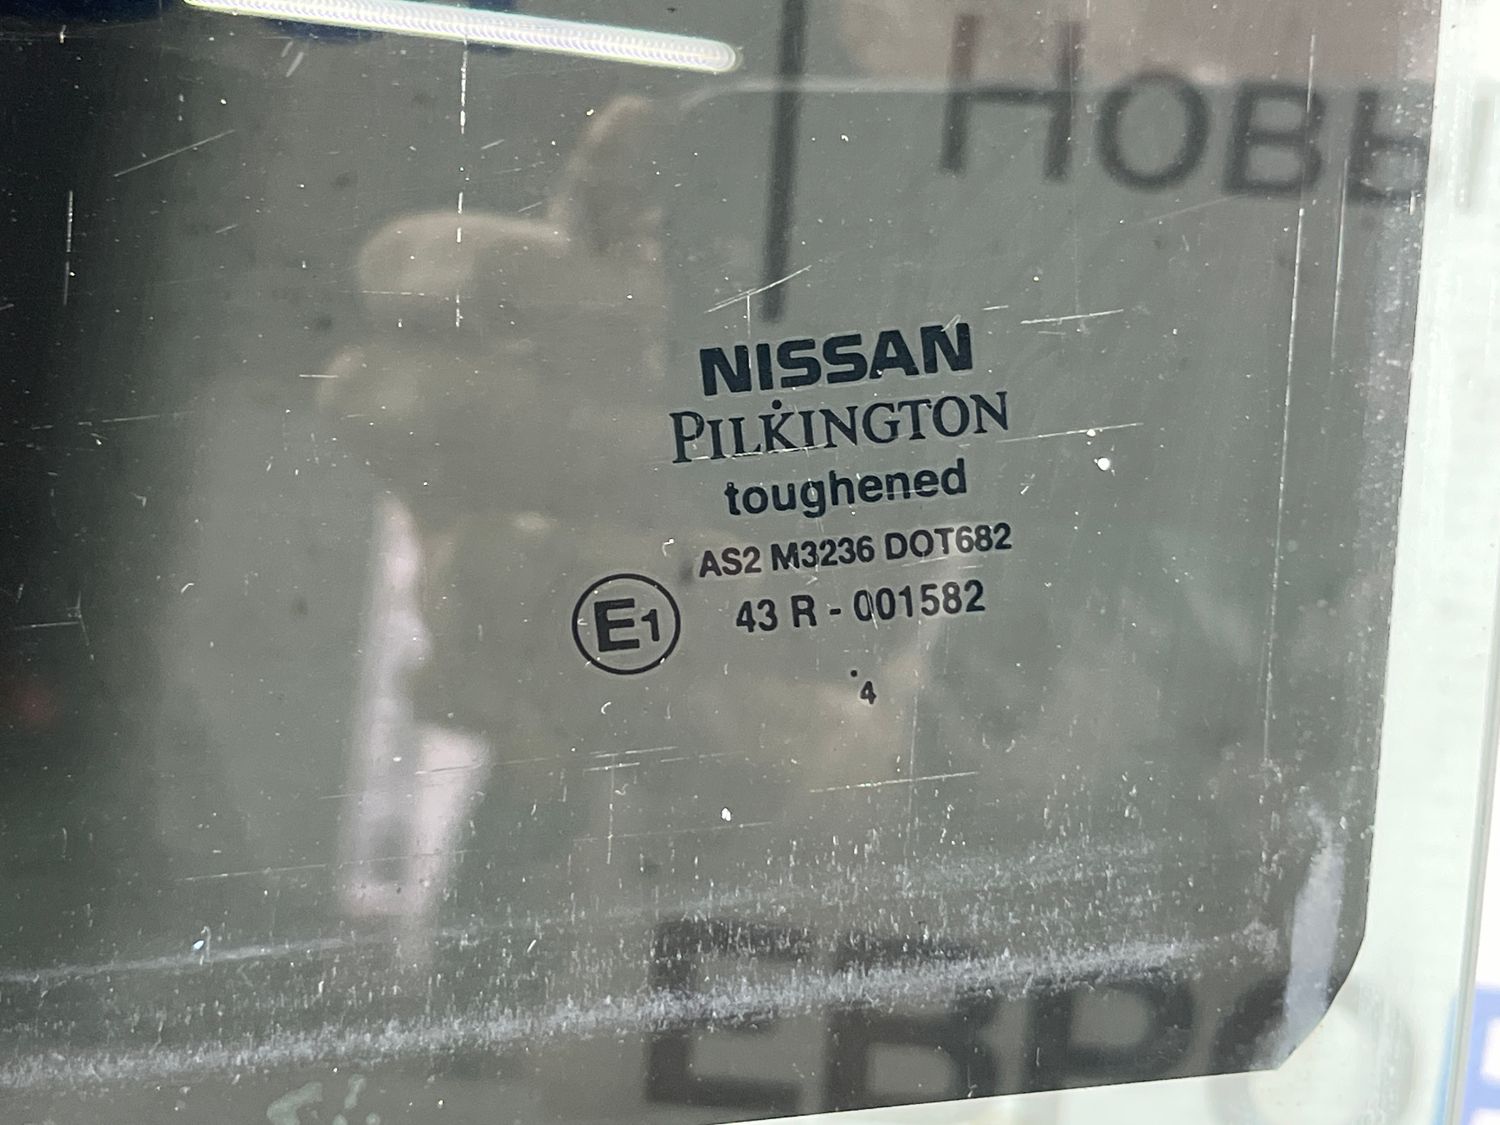 НОВЫ
NISSAN
PILKINGTON
toughened
AS2 M3236 DOT682
E1 43 R - 001582
4
ЕВРО